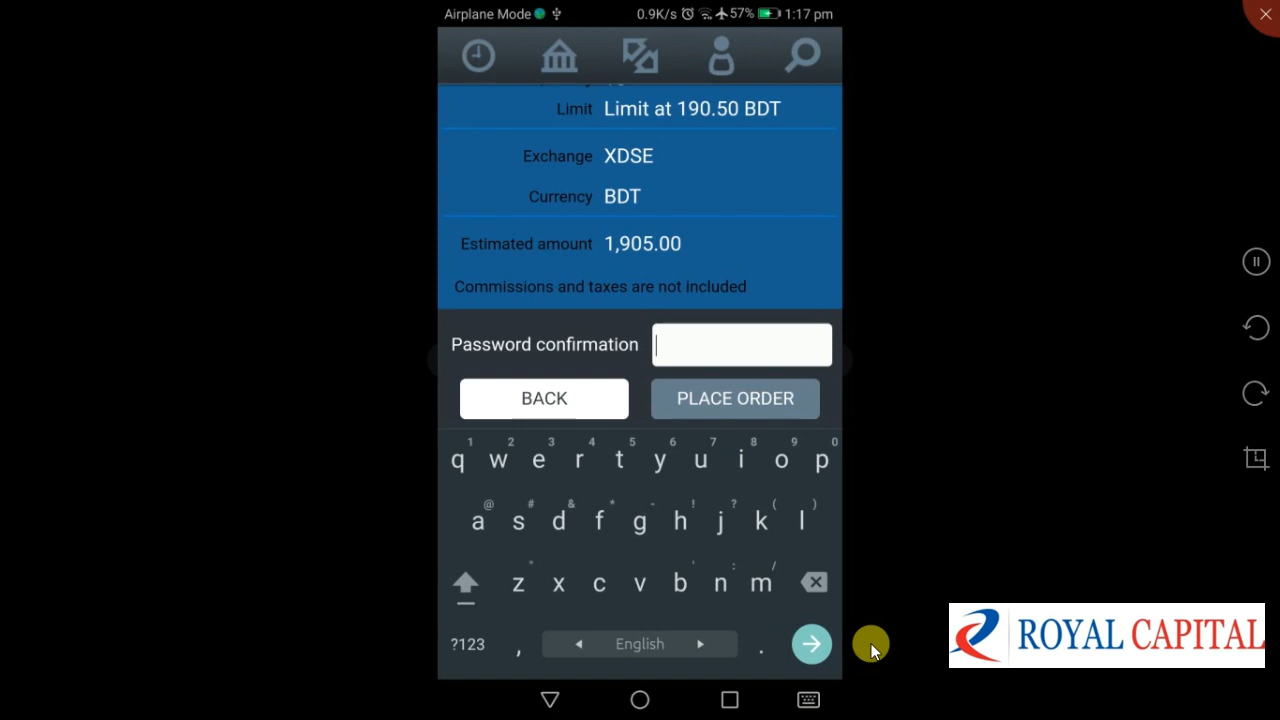 Airplane Mode 0.9K/s 57% 1:17 pm
Limit Limit at 190.50 BDT
Exchange XDSE
Currency BDT
Estimated amount 1,905.00
Commissions and taxes are not included
Password confirmation
BACK PLACE ORDER
1 2 3 4 5 6 7 8 9 0
q w e r t y u i o p
@ # & * - ! ? ( )
a s d f g h j k l
z x c v b n m
?123 , English .
ROYAL CAPITAL